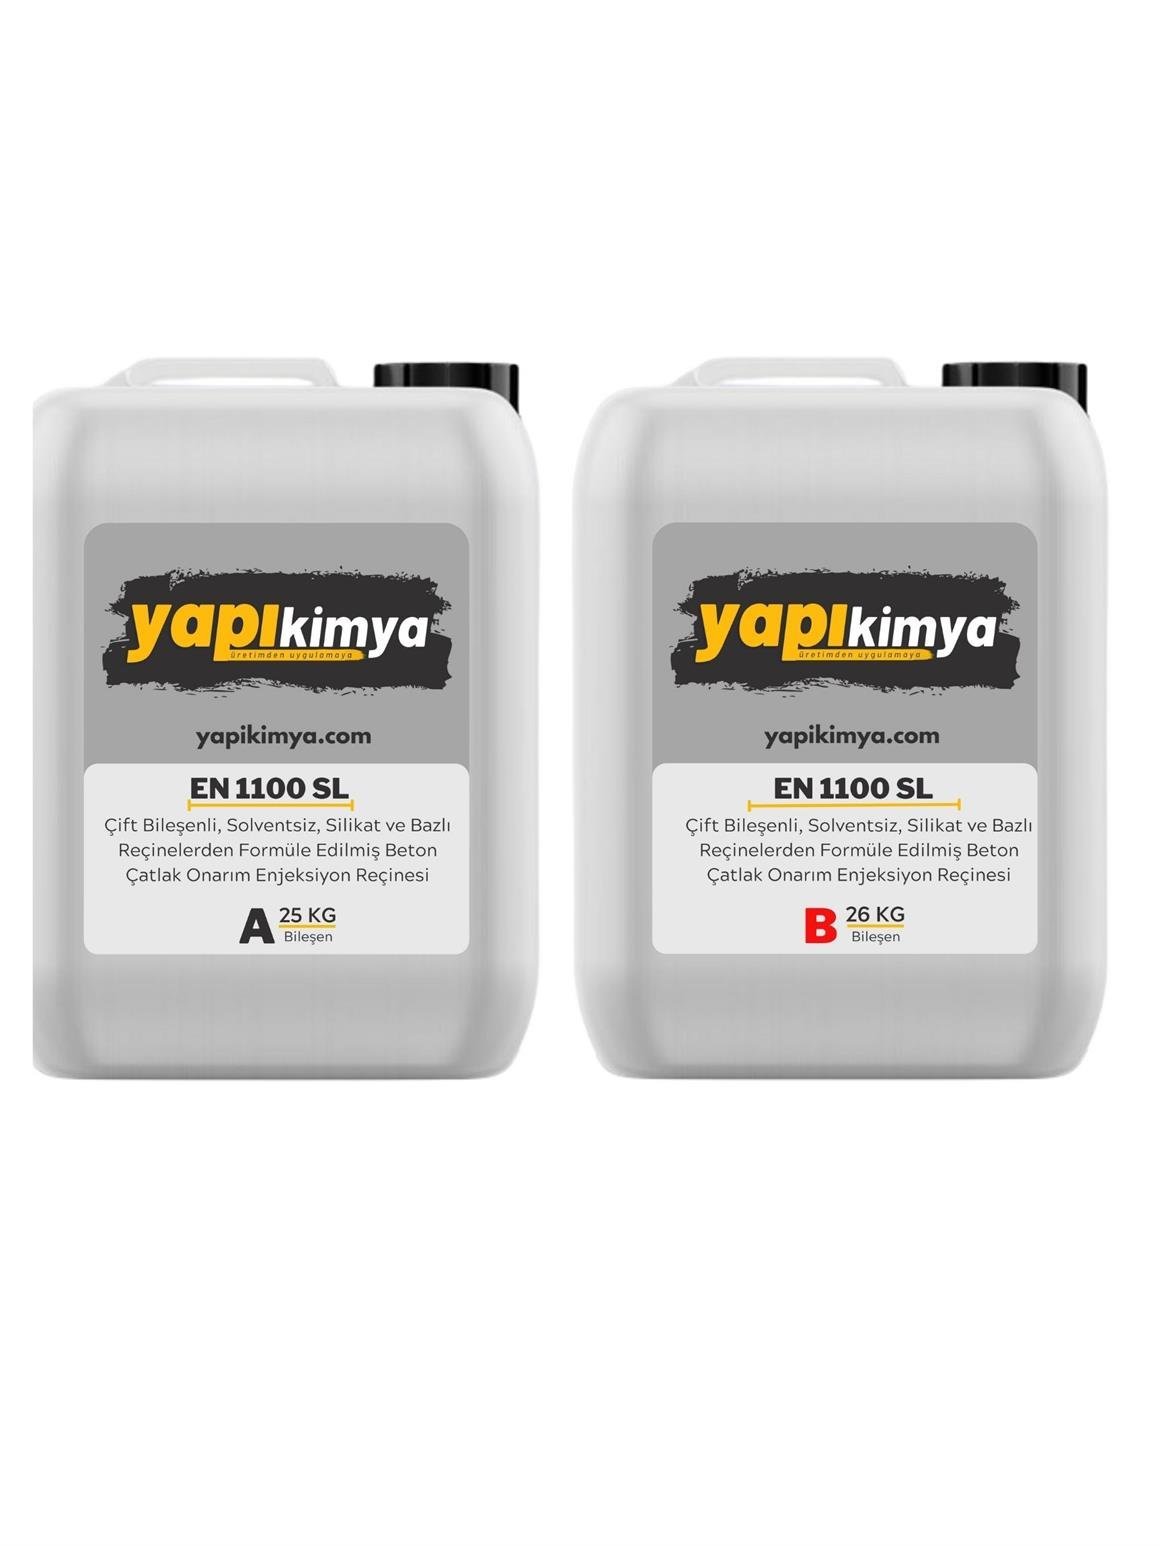 yapıkimya
üretimden uygulamaya
yapikimya.com
EN 1100 SL
Çift Bileşenli, Solventsiz, Silikat ve Bazlı
Reçinelerden Formüle Edilmiş Beton
Çatlak Onarım Enjeksiyon Reçinesi
A 25 KG
Bileşen
yapıkimya
üretimden uygulamaya
yapikimya.com
EN 1100 SL
Çift Bileşenli, Solventsiz, Silikat ve Bazlı
Reçinelerden Formüle Edilmiş Beton
Çatlak Onarım Enjeksiyon Reçinesi
B 26 KG
Bileşen